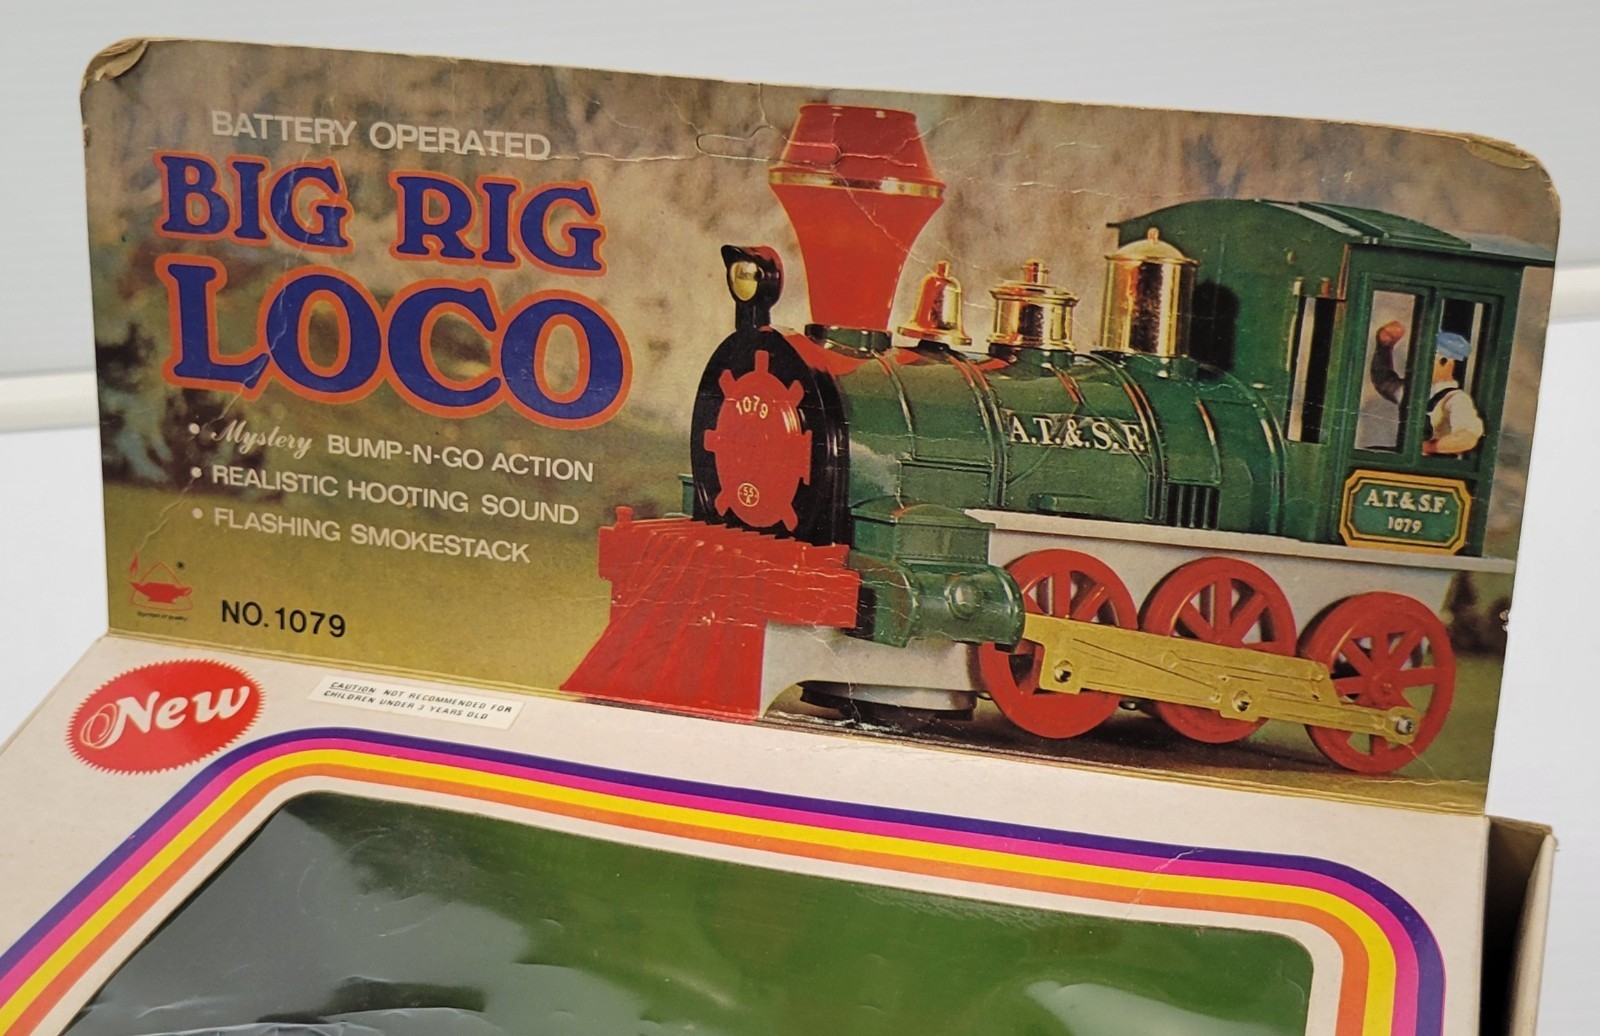 BATTERY OPERATED
BIG RIG
LOCO
• Mystery BUMP-N-GO ACTION
• REALISTIC HOOTING SOUND
• FLASHING SMOKESTACK
®
NO. 1079
1079
A.T.&.S.F.
A.T.&S.F.
1079
New
CAUTION NOT RECOMMENDED FOR
CHILDREN UNDER 3 YEARS OLD